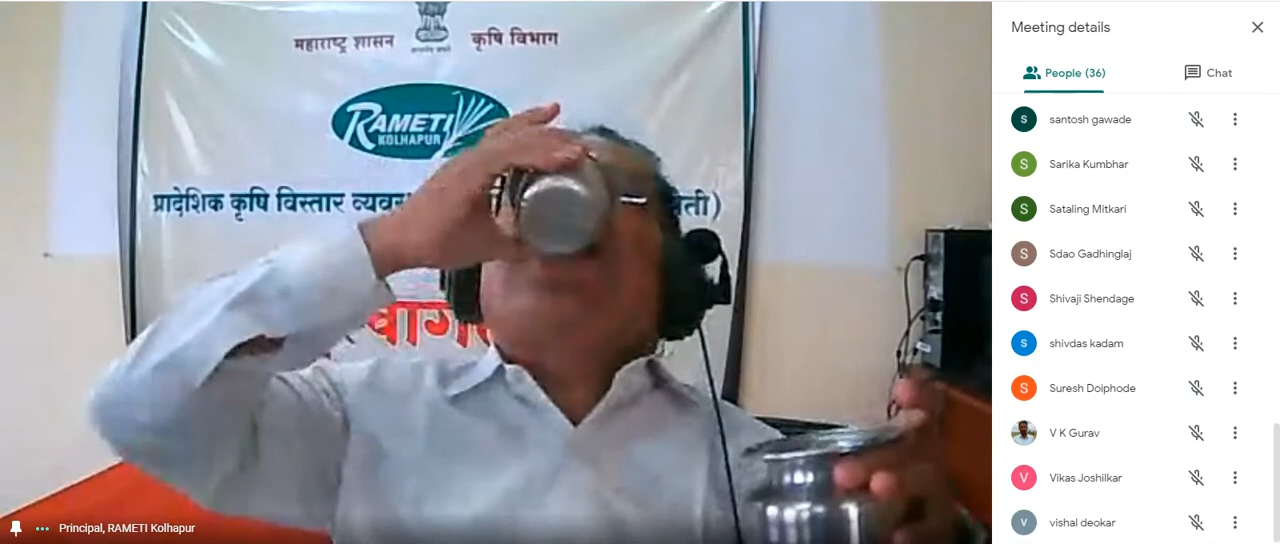 महाराष्ट्र शासन कृषि विभाग
RAMETI
KOLHAPUR
प्रादेशिक कृषि विस्तार
Principal, RAMETI Kolhapur
Meeting details
People (36) Chat
santosh gawade
S
Sarika Kumbhar
S
Sataling Mitkari
S
Sdao Gadhinglaj
S
Shivaji Shendage
S
shivdas kadam
S
Suresh Doiphode
S
V K Gurav
Vikas Joshilkar
V
vishal deokar
V